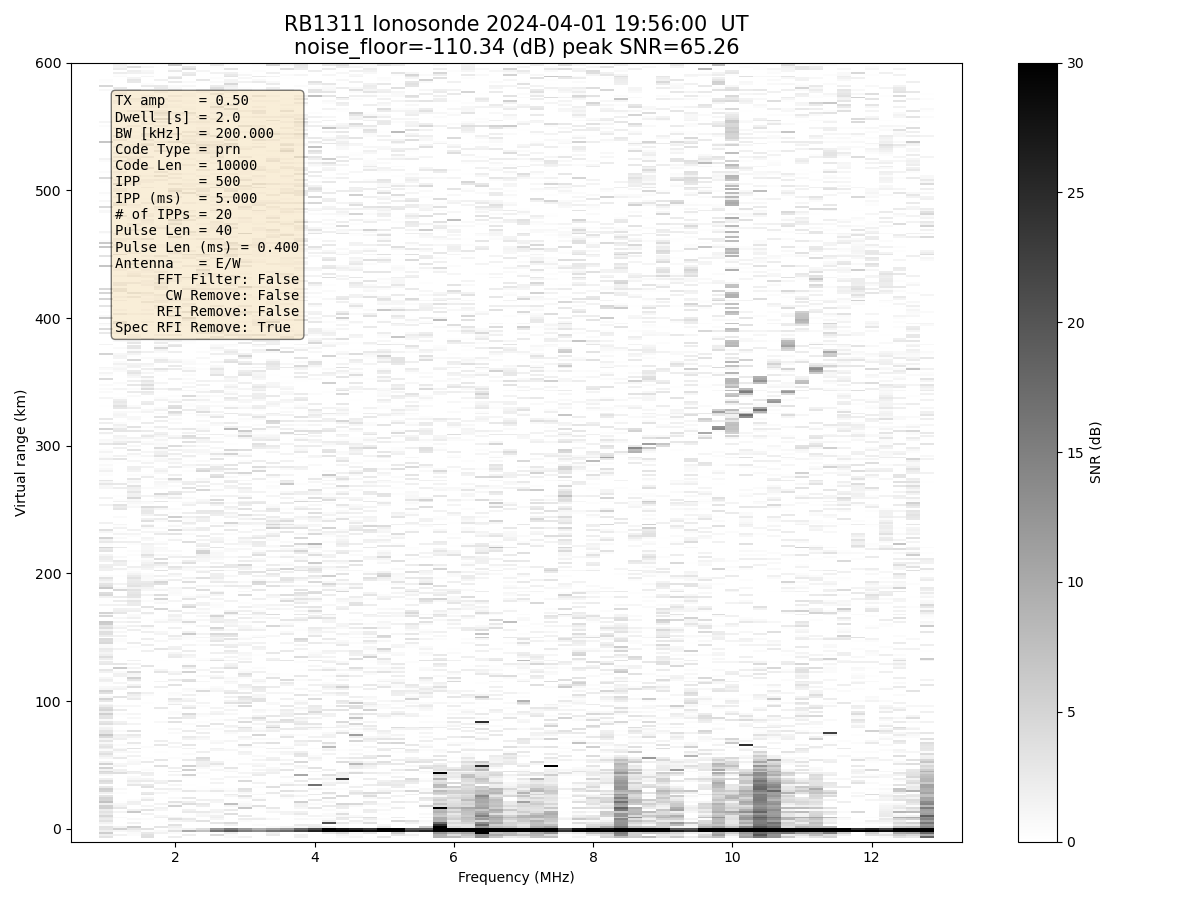 RB1311 Ionosonde 2024-04-01 19:56:00  UT
noise_floor=-110.34 (dB) peak SNR=65.26
TX amp    = 0.50
Dwell [s] = 2.0
BW [kHz]  = 200.000
Code Type = prn
Code Len  = 10000
IPP       = 500
IPP (ms)  = 5.000
# of IPPs = 20
Pulse Len = 40
Pulse Len (ms) = 0.400
Antenna   = E/W
FFT Filter: False
CW Remove: False
RFI Remove: False
Spec RFI Remove: True
600
500
400
300
200
100
0
Virtual range (km)
2 4 6 8 10 12
Frequency (MHz)
30
25
20
15
10
5
0
SNR (dB)